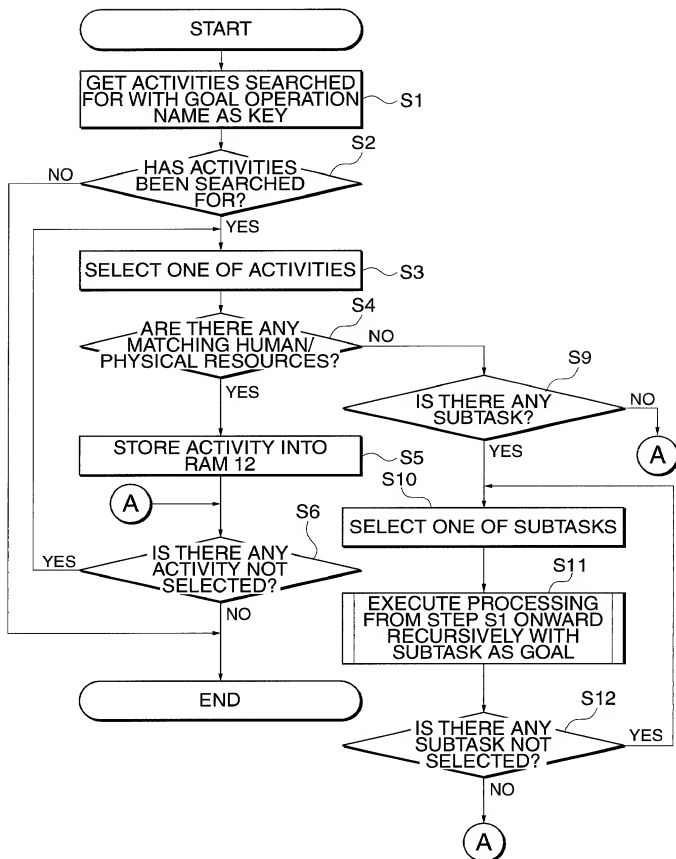 START
GET ACTIVITIES SEARCHED
FOR WITH GOAL OPERATION
NAME AS KEY
S1
S2
HAS ACTIVITIES
BEEN SEARCHED
FOR?
NO
YES
SELECT ONE OF ACTIVITIES
S3
S4
ARE THERE ANY
MATCHING HUMAN/
PHYSICAL RESOURCES?
NO
YES
STORE ACTIVITY INTO
RAM 12
S5
A
S6
IS THERE ANY
ACTIVITY NOT
SELECTED?
YES
NO
END
S9
IS THERE ANY
SUBTASK?
NO
A
YES
S10
SELECT ONE OF SUBTASKS
S11
EXECUTE PROCESSING
FROM STEP S1 ONWARD
RECURSIVELY WITH
SUBTASK AS GOAL
S12
IS THERE ANY
SUBTASK NOT
SELECTED?
YES
NO
A